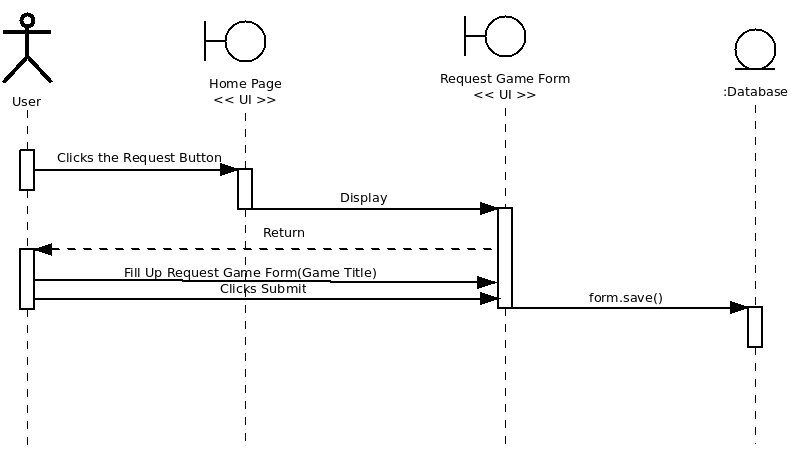 Home Page
<< UI >>
Request Game Form
<< UI >>
User
:Database
Clicks the Request Button
Display
Return
Fill Up Request Game Form(Game Title)
Clicks Submit
form.save()